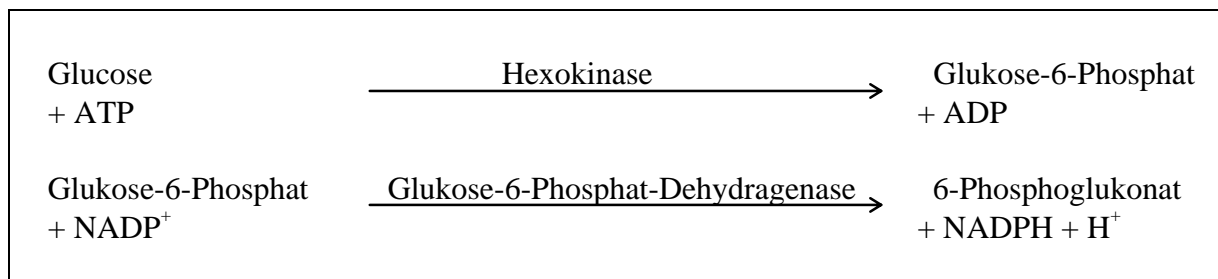 Glucose Hexokinase Glukose-6-Phosphat
+ ATP + ADP
Glukose-6-Phosphat Glukose-6-Phosphat-Dehydragenase 6-Phosphoglukonat
+ NADP⁺ + NADPH + H⁺